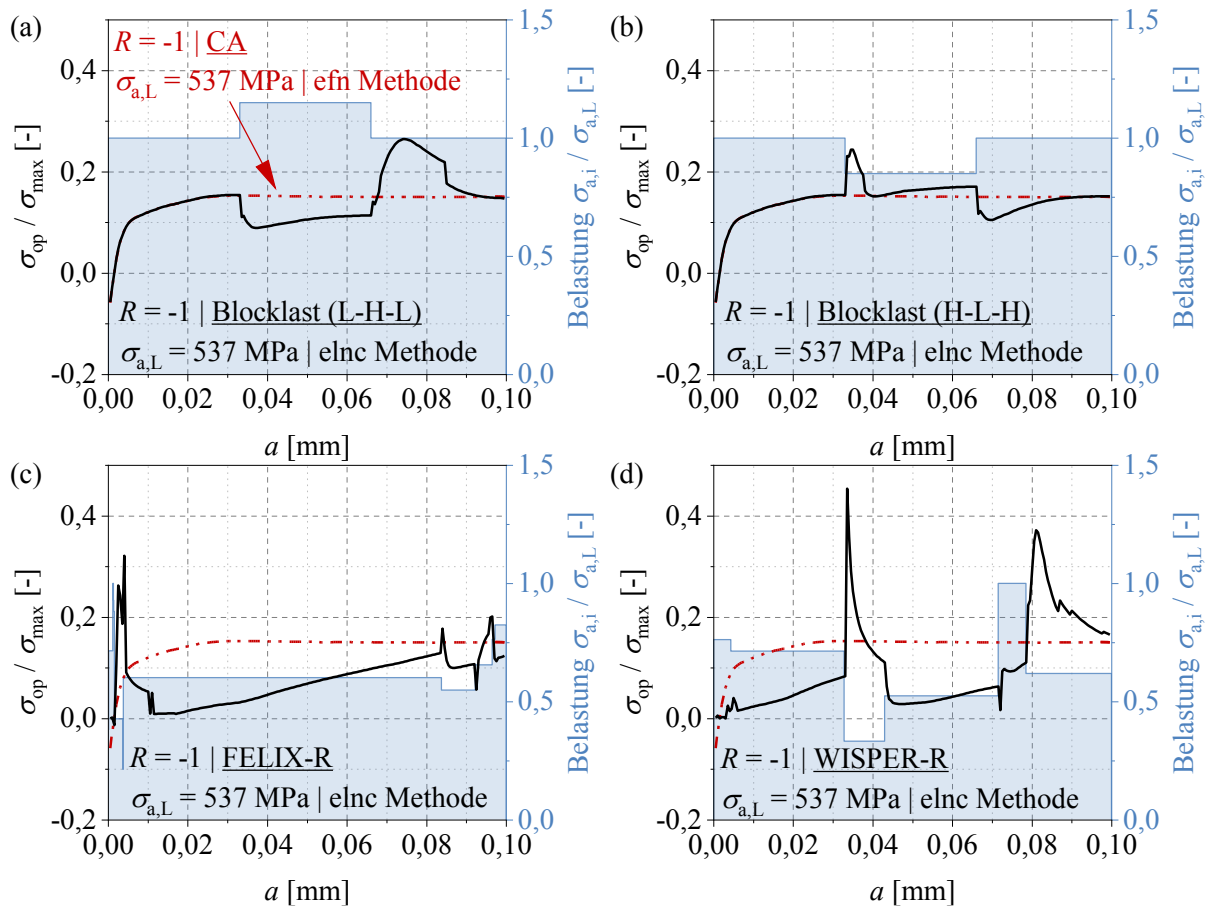 (a)
R = -1 | CA
σa,L = 537 MPa | efn Methode
R = -1 | Blocklast (L-H-L)
σa,L = 537 MPa | elnc Methode
σop / σmax [-]
0,4
0,2
0,0
-0,2
0,00 0,02 0,04 0,06 0,08 0,10
a [mm]
1,5
1,0
0,5
0,0
Belastung σa,i / σa,L [-]
(b)
R = -1 | Blocklast (H-L-H)
σa,L = 537 MPa | elnc Methode
σop / σmax [-]
0,4
0,2
0,0
-0,2
0,00 0,02 0,04 0,06 0,08 0,10
a [mm]
1,5
1,0
0,5
0,0
Belastung σa,i / σa,L [-]
(c)
R = -1 | FELIX-R
σa,L = 537 MPa | elnc Methode
σop / σmax [-]
0,4
0,2
0,0
-0,2
0,00 0,02 0,04 0,06 0,08 0,10
a [mm]
1,5
1,0
0,5
0,0
Belastung σa,i / σa,L [-]
(d)
R = -1 | WISPER-R
σa,L = 537 MPa | elnc Methode
σop / σmax [-]
0,4
0,2
0,0
-0,2
0,00 0,02 0,04 0,06 0,08 0,10
a [mm]
1,5
1,0
0,5
0,0
Belastung σa,i / σa,L [-]